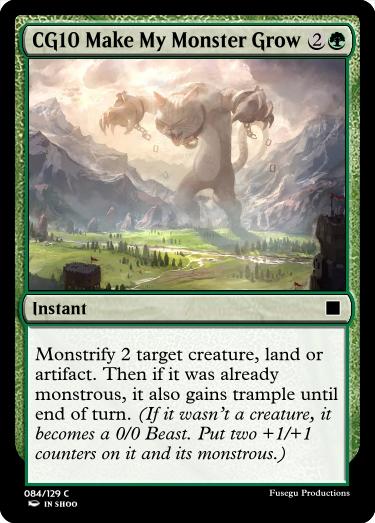 CG10 Make My Monster Grow 2
Instant
Monstrify 2 target creature, land or
artifact. Then if it was already
monstrous, it also gains trample until
end of turn. (If it wasn't a creature, it
becomes a 0/0 Beast. Put two +1/+1
counters on it and its monstrous.)
084/129 C
IN SHOO
Fusegu Productions